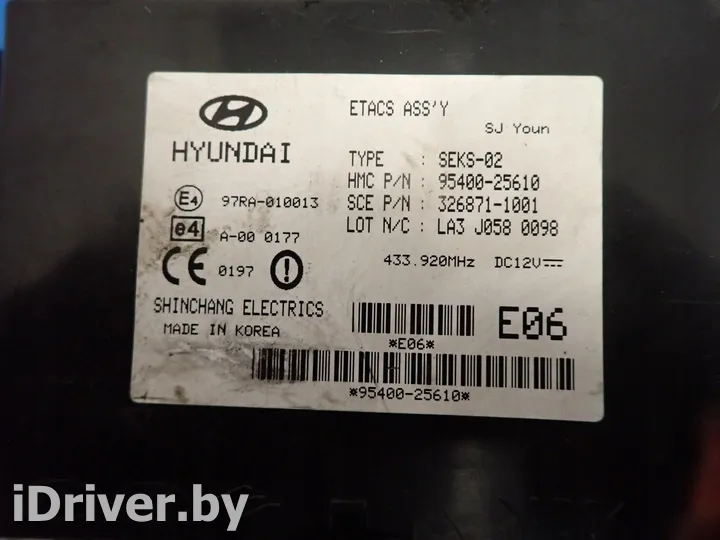 ETACS ASS'Y
SJ Youn
HYUNDAI
TYPE : SEKS-02
HMC P/N : 95400-25610
SCE P/N : 326871-1001
LOT N/C : LA3 J058 0098
E4 97RA-010013
e4 A-00 0177
CE 0197
433.920MHz DC12V
SHINCHANG ELECTRICS
MADE IN KOREA
*E06*
E06
*95400-25610*
iDriver.by